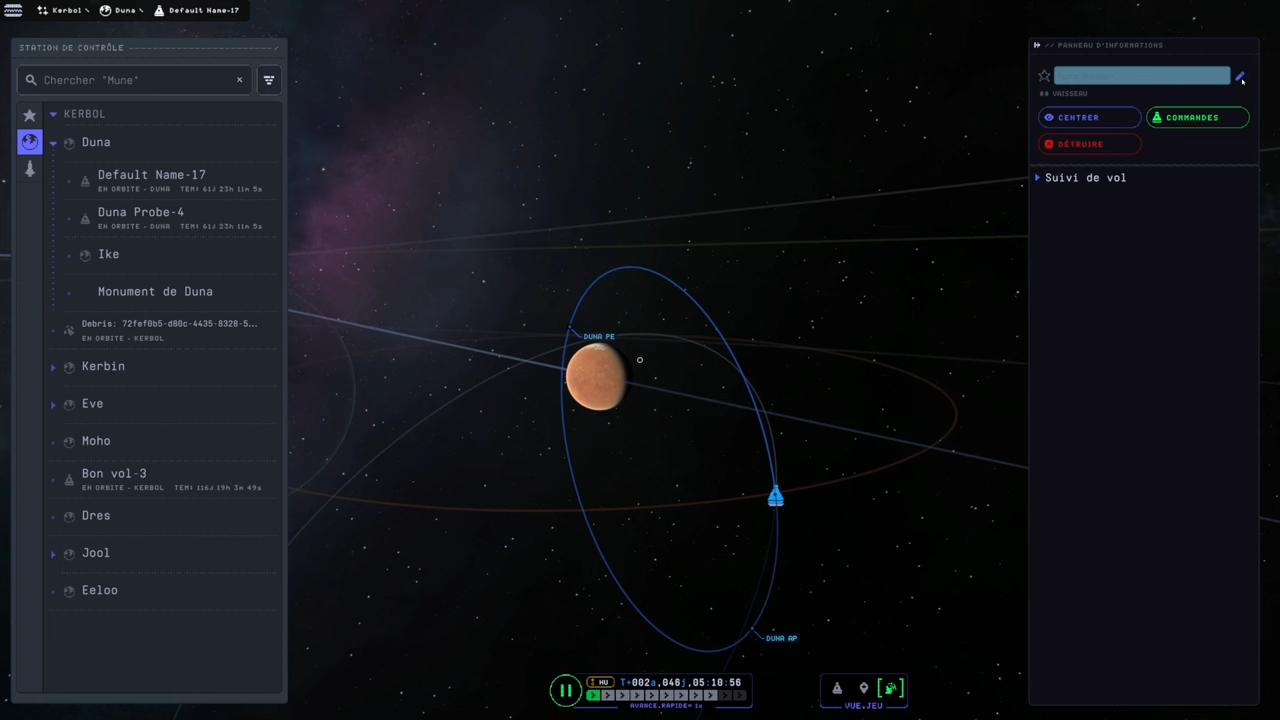 Kerbol
Duna
Default Name-17
STATION DE CONTRÔLE
Chercher "Mune"
KERBOL
Duna
Default Name-17
EN ORBITE - DUNA TEM: 61J 23h 11m 5s
Duna Probe-4
EN ORBITE - DUNA TEM: 61J 23h 11m 5s
Ike
Monument de Duna
Debris: 72fef0b5-d80c-4435-8328-5...
EN ORBITE - KERBOL
Kerbin
Eve
Moho
Bon vol-3
EN ORBITE - KERBOL TEM: 116J 19h 3m 49s
Dres
Jool
Eeloo
DUNA PE
DUNA AP
HU T+002a,046j,05:10:56
AVANCE.RAPIDE= 1x
VUE.JEU
// PANNEAU D'INFORMATIONS
VAISSEAU
CENTRER
COMMANDES
DÉTRUIRE
Suivi de vol